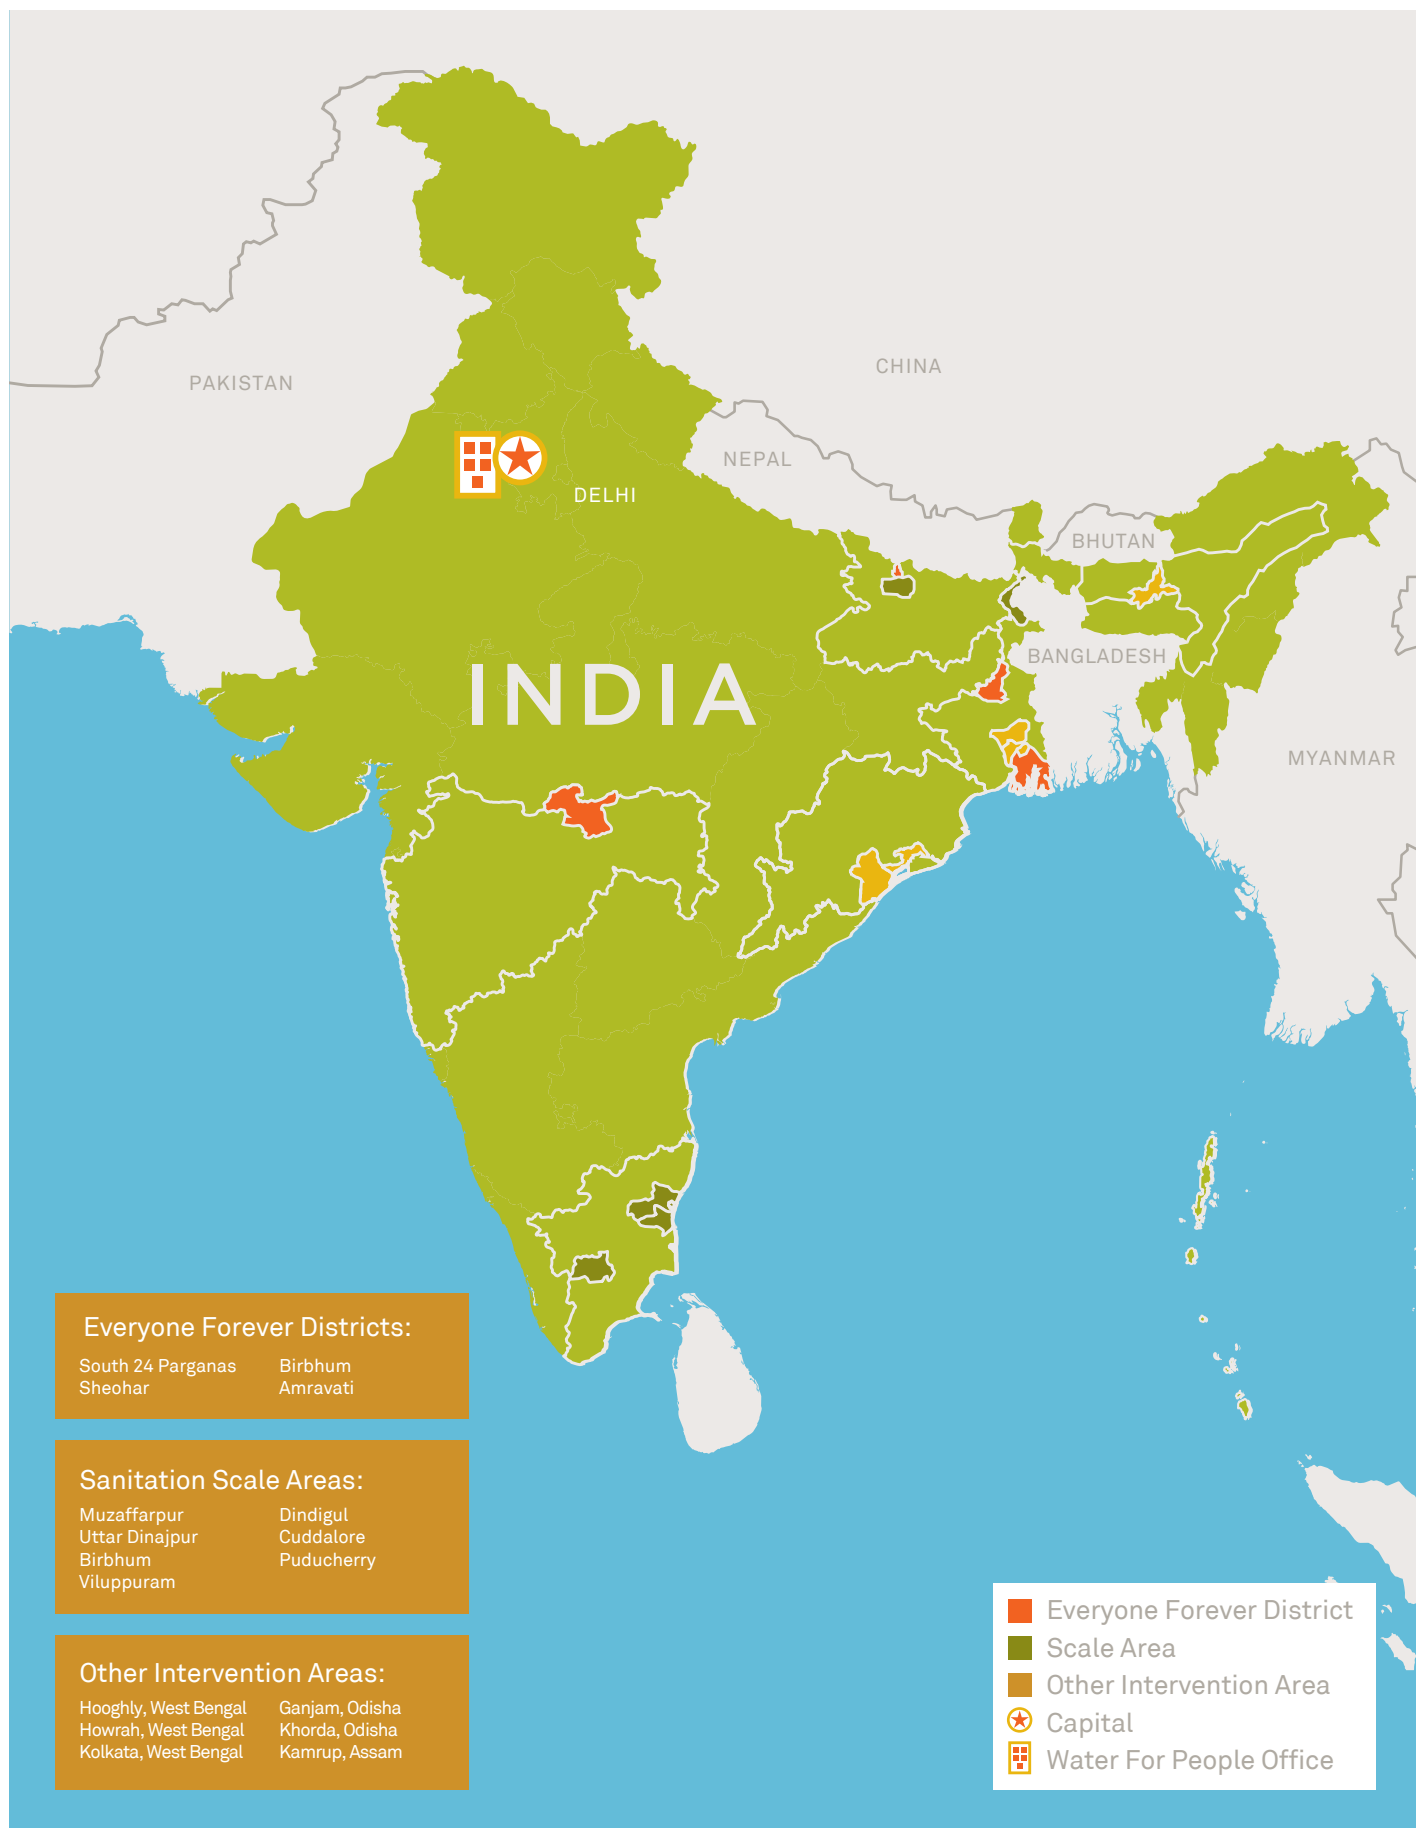 CHINA
PAKISTAN
NEPAL
DELHI
BHUTAN
BANGLADESH
INDIA
MYANMAR
Everyone Forever Districts:
South 24 Parganas
Sheohar
Birbhum
Amravati
Sanitation Scale Areas:
Muzaffarpur
Uttar Dinajpur
Birbhum
Viluppuram
Dindigul
Cuddalore
Puducherry
Other Intervention Areas:
Hooghly, West Bengal
Howrah, West Bengal
Kolkata, West Bengal
Ganjam, Odisha
Khorda, Odisha
Kamrup, Assam
Everyone Forever District
Scale Area
Other Intervention Area
Capital
Water For People Office